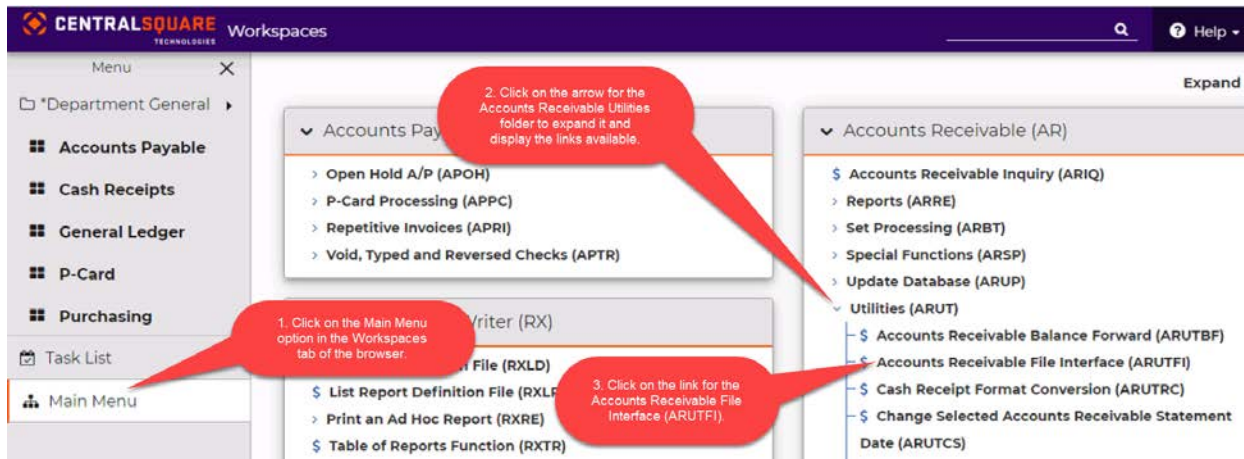 CENTRALSQUARE
TECHNOLOGIES
Workspaces
Help
Menu
*Department General
Accounts Payable
Cash Receipts
General Ledger
P-Card
Purchasing
Task List
Main Menu
1. Click on the Main Menu
option in the Workspaces
tab of the browser.
2. Click on the arrow for the
Accounts Receivable Utilities
folder to expand it and
display the links available.
Accounts Pay
Open Hold A/P (APOH)
P-Card Processing (APPC)
Repetitive Invoices (APRI)
Void, Typed and Reversed Checks (APTR)
Writer (RX)
File (RXLD)
$ List Report Definition File (RXL
Print an Ad Hoc Report (RXRE)
$ Table of Reports Function (RXTR)
3. Click on the link for the
Accounts Receivable File
Interface (ARUTFI).
Expand
Accounts Receivable (AR)
$ Accounts Receivable Inquiry (ARIQ)
Reports (ARRE)
Set Processing (ARBT)
Special Functions (ARSP)
Update Database (ARUP)
Utilities (ARUT)
$ Accounts Receivable Balance Forward (ARUTBF)
$ Accounts Receivable File Interface (ARUTFI)
$ Cash Receipt Format Conversion (ARUTRC)
$ Change Selected Accounts Receivable Statement
Date (ARUTCS)